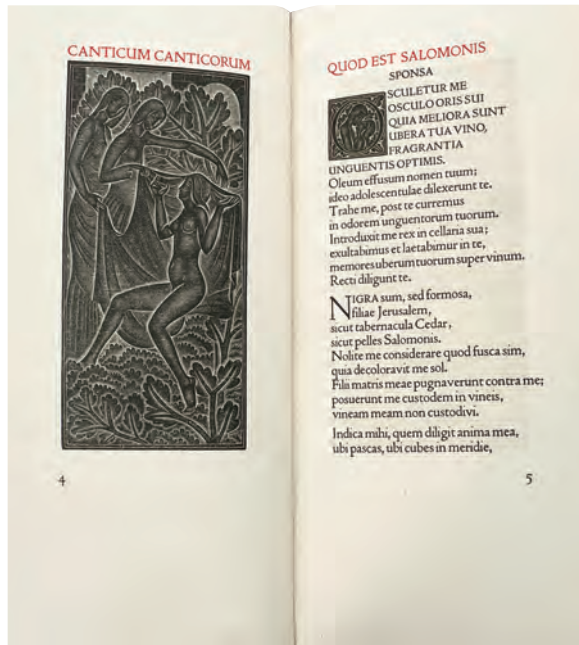 CANTICUM CANTICORUM
4
QUOD EST SALOMONIS
SPONSA
OSCULETUR ME
OSCULO ORIS SUI
QUIA MELIORA SUNT
UBERA TUA VINO,
FRAGRANTIA
UNGUENTIS OPTIMIS.
Oleum effusum nomen tuum;
ideo adolescentulae dilexerunt te.
Trahe me, post te curremus
in odorem unguentorum tuorum.
Introduxit me rex in cellaria sua;
exultabimus et laetabimur in te,
memores uberum tuorum super vinum.
Recti diligunt te.
NIGRA sum, sed formosa,
filiae Jerusalem,
sicut tabernacula Cedar,
sicut pelles Salomonis.
Nolite me considerare quod fusca sim,
quia decoloravit me sol.
Filii matris meae pugnaverunt contra me;
posuerunt me custodem in vineis,
vineam meam non custodivi.
Indica mihi, quem diligit anima mea,
ubi pascas, ubi cubes in meridie,
5